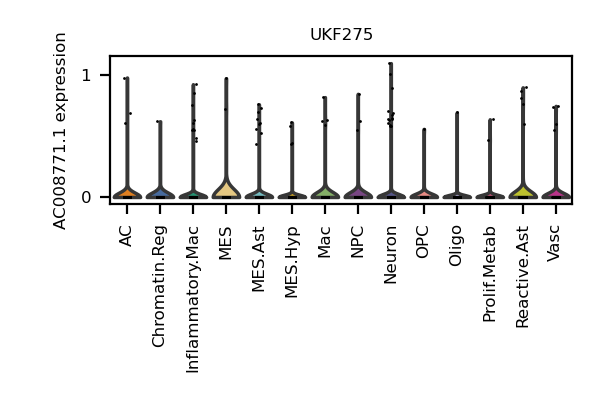 UKF275
AC008771.1 expression
1
0
AC
Chromatin.Reg
Inflammatory.Mac
MES
MES.Ast
MES.Hyp
Mac
NPC
Neuron
OPC
Oligo
Prolif.Metab
Reactive.Ast
Vasc